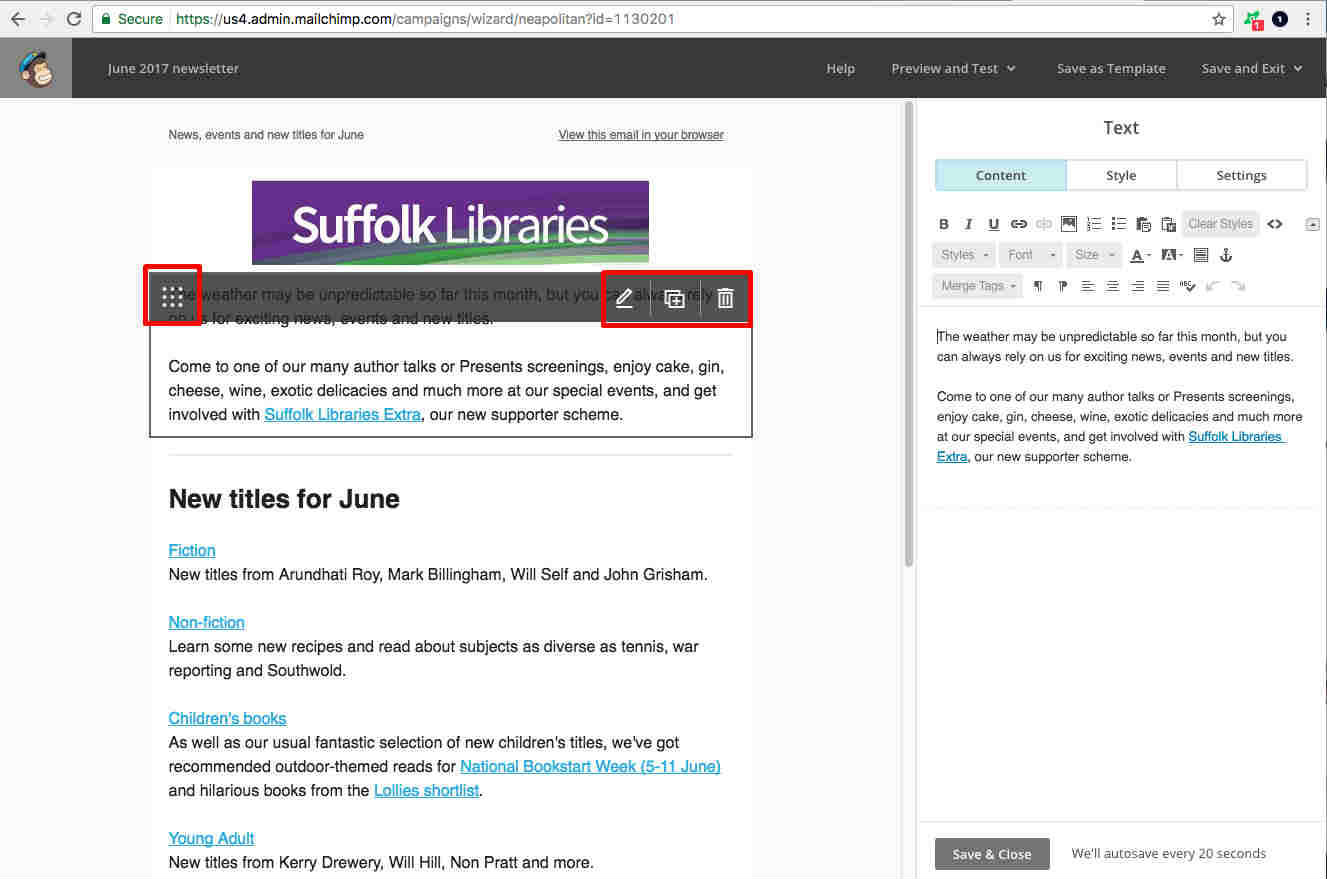 Secure https://us4.admin.mailchimp.com/campaigns/wizard/neapolitan?id=1130201
1
1
June 2017 newsletter
Help
Preview and Test
Save as Template
Save and Exit
News, events and new titles for June
View this email in your browser
Suffolk Libraries
The weather may be unpredictable so far this month, but you can always rely
on us for exciting news, events and new titles.
Come to one of our many author talks or Presents screenings, enjoy cake, gin,
cheese, wine, exotic delicacies and much more at our special events, and get
involved with Suffolk Libraries Extra, our new supporter scheme.
New titles for June
Fiction
New titles from Arundhati Roy, Mark Billingham, Will Self and John Grisham.
Non-fiction
Learn some new recipes and read about subjects as diverse as tennis, war
reporting and Southwold.
Children's books
As well as our usual fantastic selection of new children's titles, we've got
recommended outdoor-themed reads for National Bookstart Week (5-11 June)
and hilarious books from the Lollies shortlist.
Young Adult
New titles from Kerry Drewery, Will Hill, Non Pratt and more.
Text
Content
Style
Settings
B I U
Clear Styles
Styles
Font
Size
A
A
Merge Tags
ABC
The weather may be unpredictable so far this month, but you
can always rely on us for exciting news, events and new titles.
Come to one of our many author talks or Presents screenings,
enjoy cake, gin, cheese, wine, exotic delicacies and much more
at our special events, and get involved with Suffolk Libraries
Extra, our new supporter scheme.
Save & Close
We'll autosave every 20 seconds